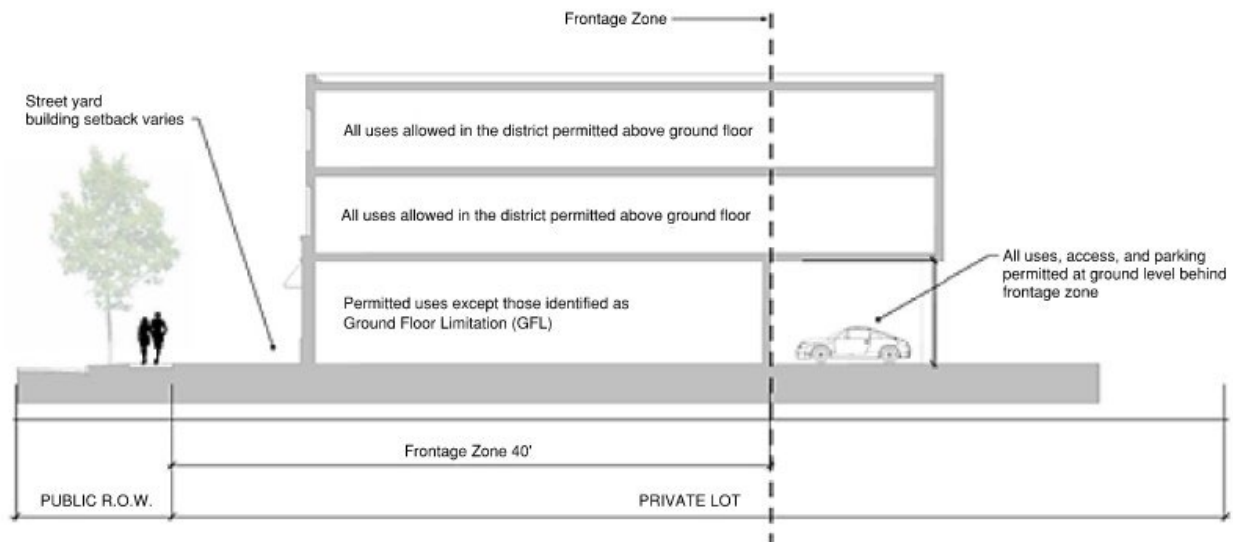 Frontage Zone
Street yard
building setback varies
All uses allowed in the district permitted above ground floor
All uses allowed in the district permitted above ground floor
All uses, access, and parking
permitted at ground level behind
frontage zone
Permitted uses except those identified as
Ground Floor Limitation (GFL)
Frontage Zone 40'
PUBLIC R.O.W.
PRIVATE LOT